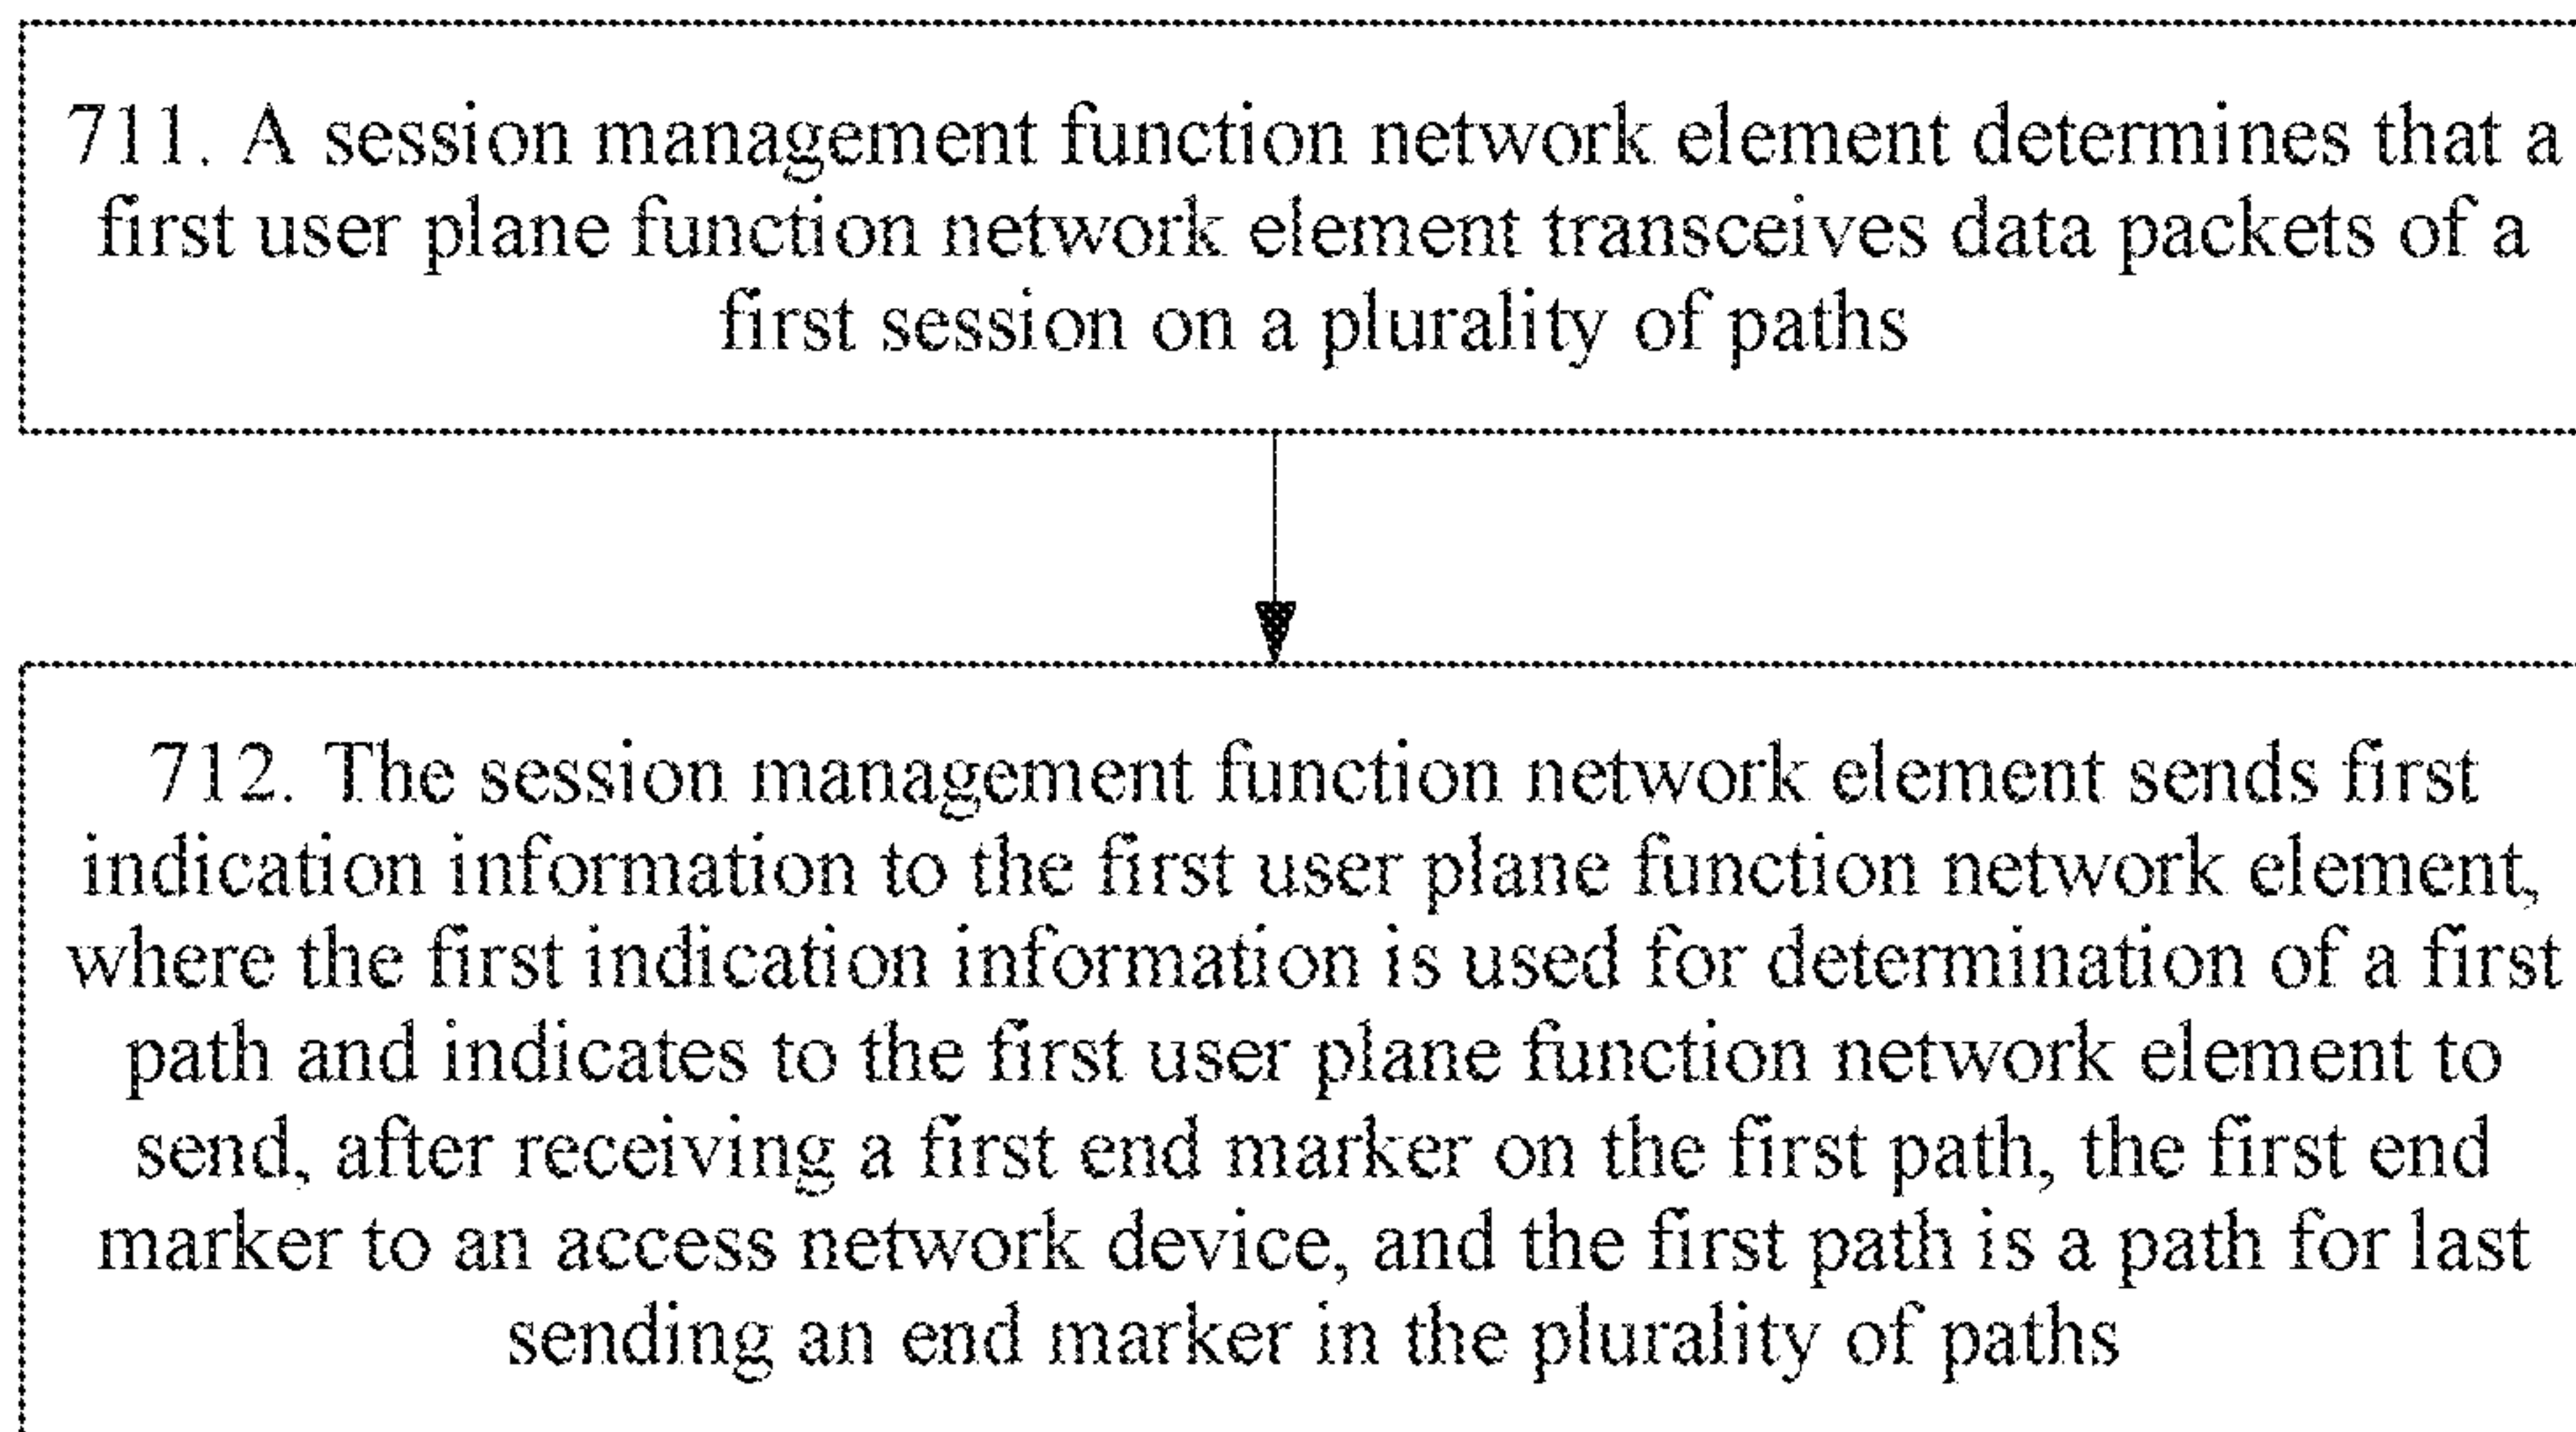 711. A session management function network element determines that a
first user plane function network element transceives data packets of a
first session on a plurality of paths
712. The session management function network element sends first
indication information to the first user plane function network element,
where the first indication information is used for determination of a first
path and indicates to the first user plane function network element to
send, after receiving a first end marker on the first path, the first end
marker to an access network device, and the first path is a path for last
sending an end marker in the plurality of paths